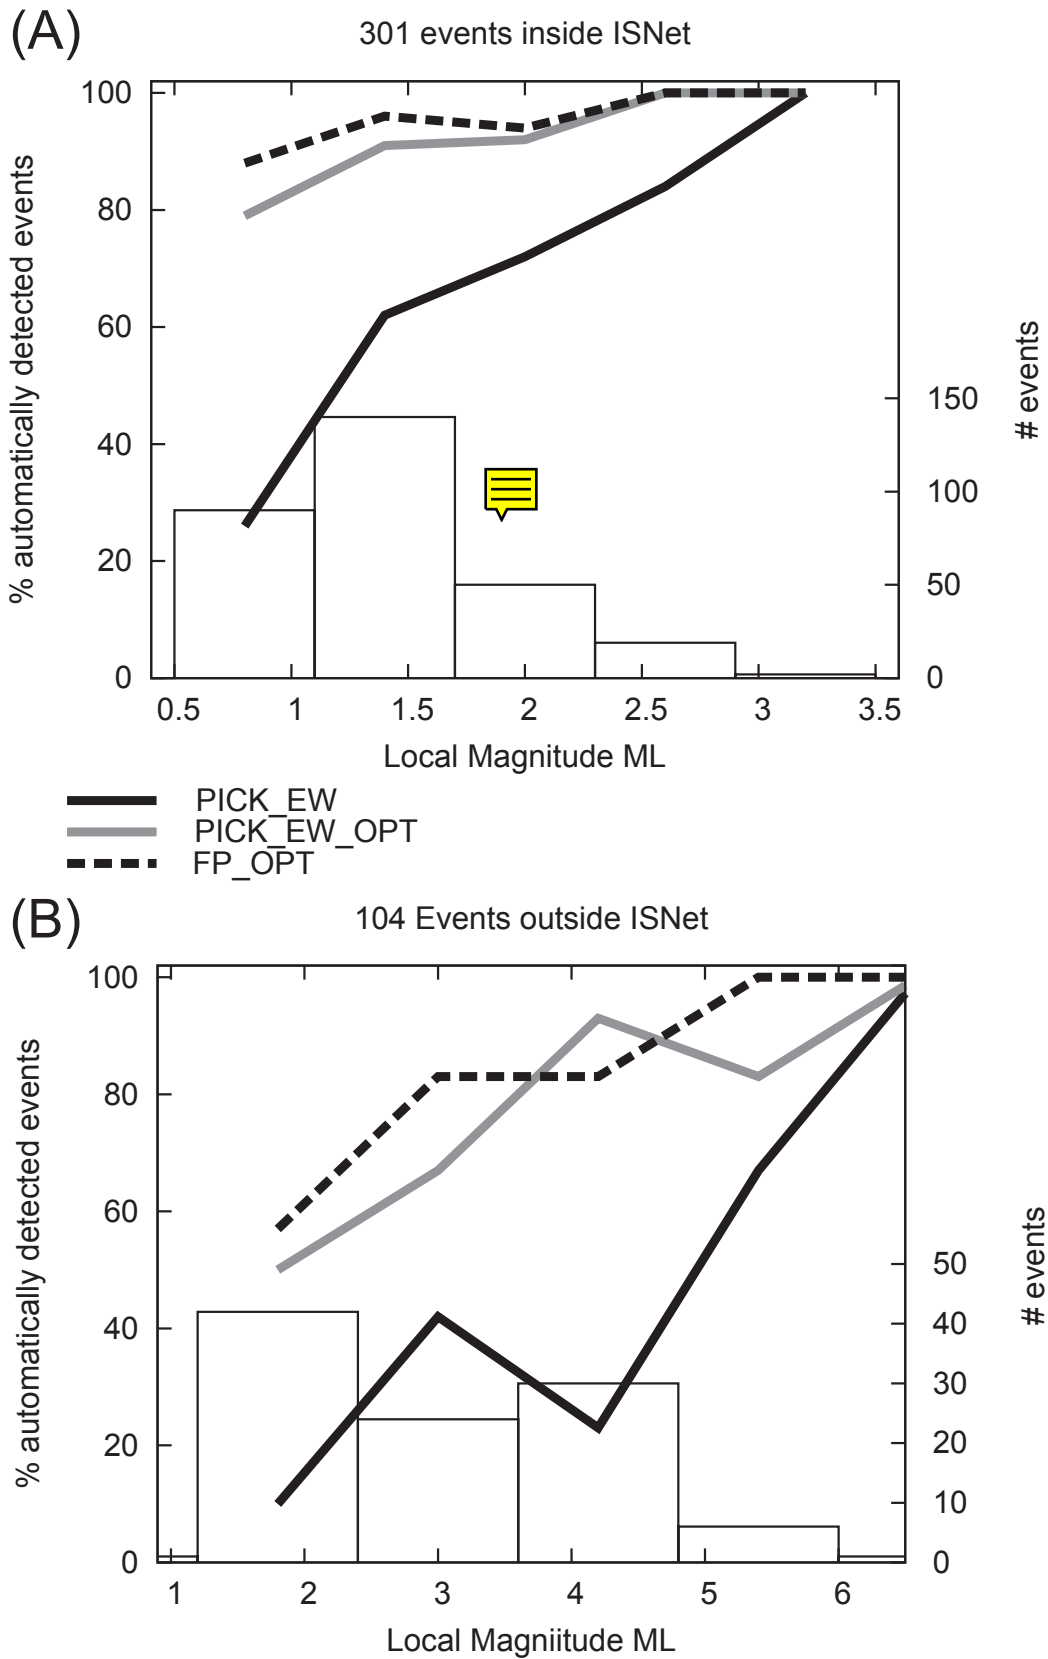 (A)
301 events inside ISNet
% automatically detected events
100
80
60
40
20
0
# events
150
100
50
0
0.5 1 1.5 2 2.5 3 3.5
Local Magnitude ML
PICK_EW
PICK_EW_OPT
FP_OPT
(B)
104 Events outside ISNet
% automatically detected events
100
80
60
40
20
0
# events
50
40
30
20
10
0
1 2 3 4 5 6
Local Magniitude ML